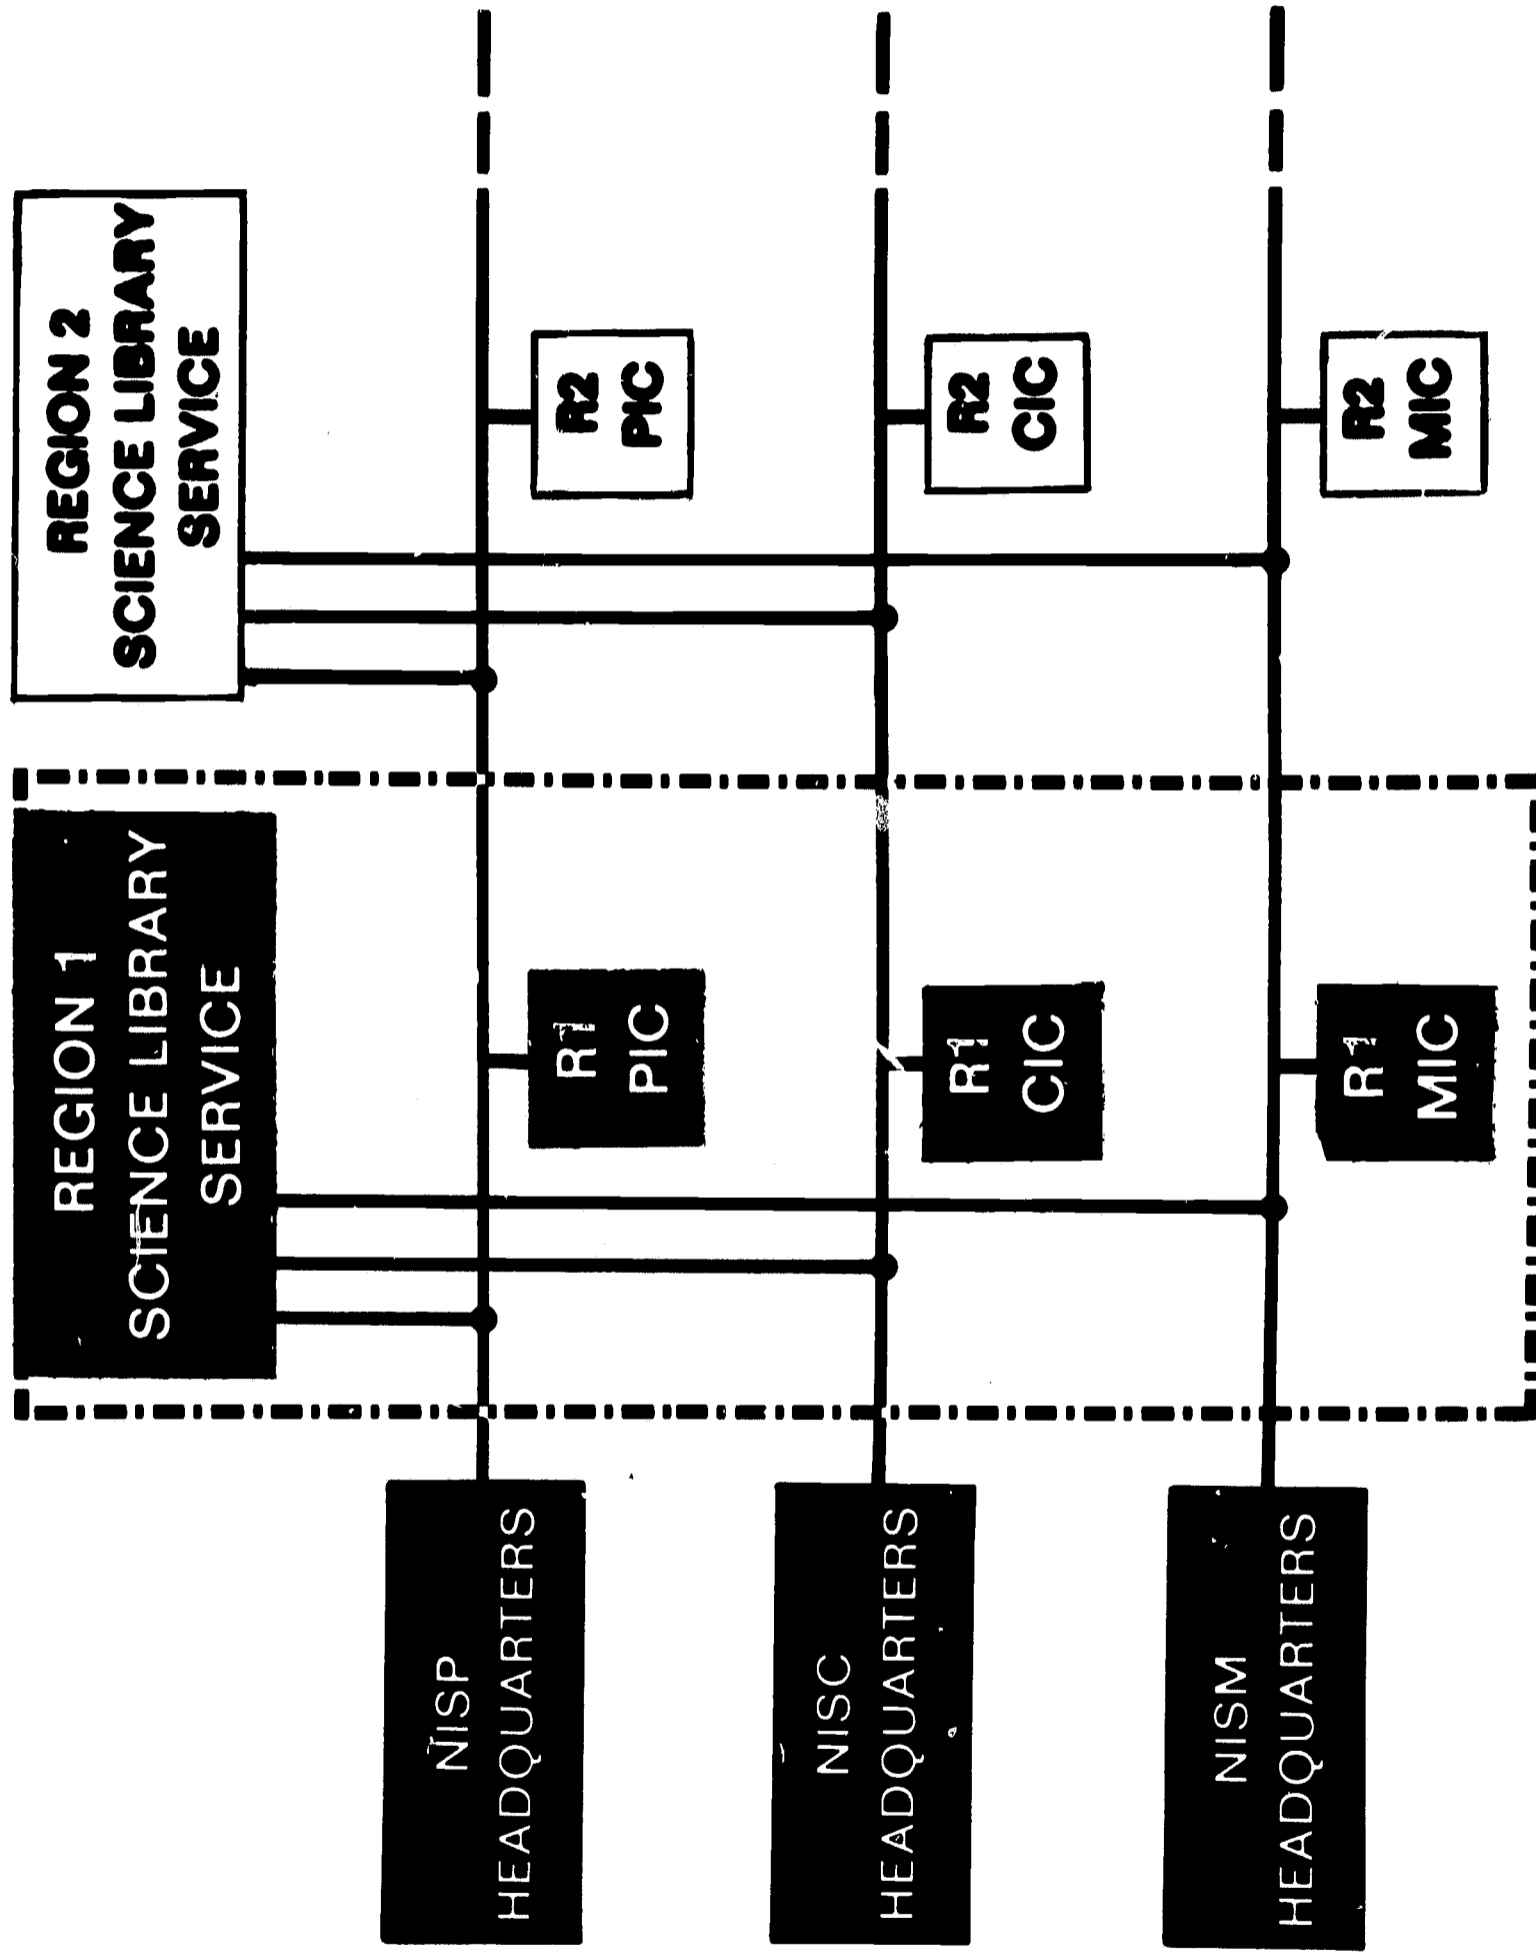 REGION 1
SCIENCE LIBRARY
SERVICE
REGION 2
SCIENCE LIBRARY
SERVICE
NISP
HEADQUARTERS
R1
PIC
R2
PIC
NISC
HEADQUARTERS
R1
CIC
R2
CIC
NISM
HEADQUARTERS
R1
MIC
R2
MIC